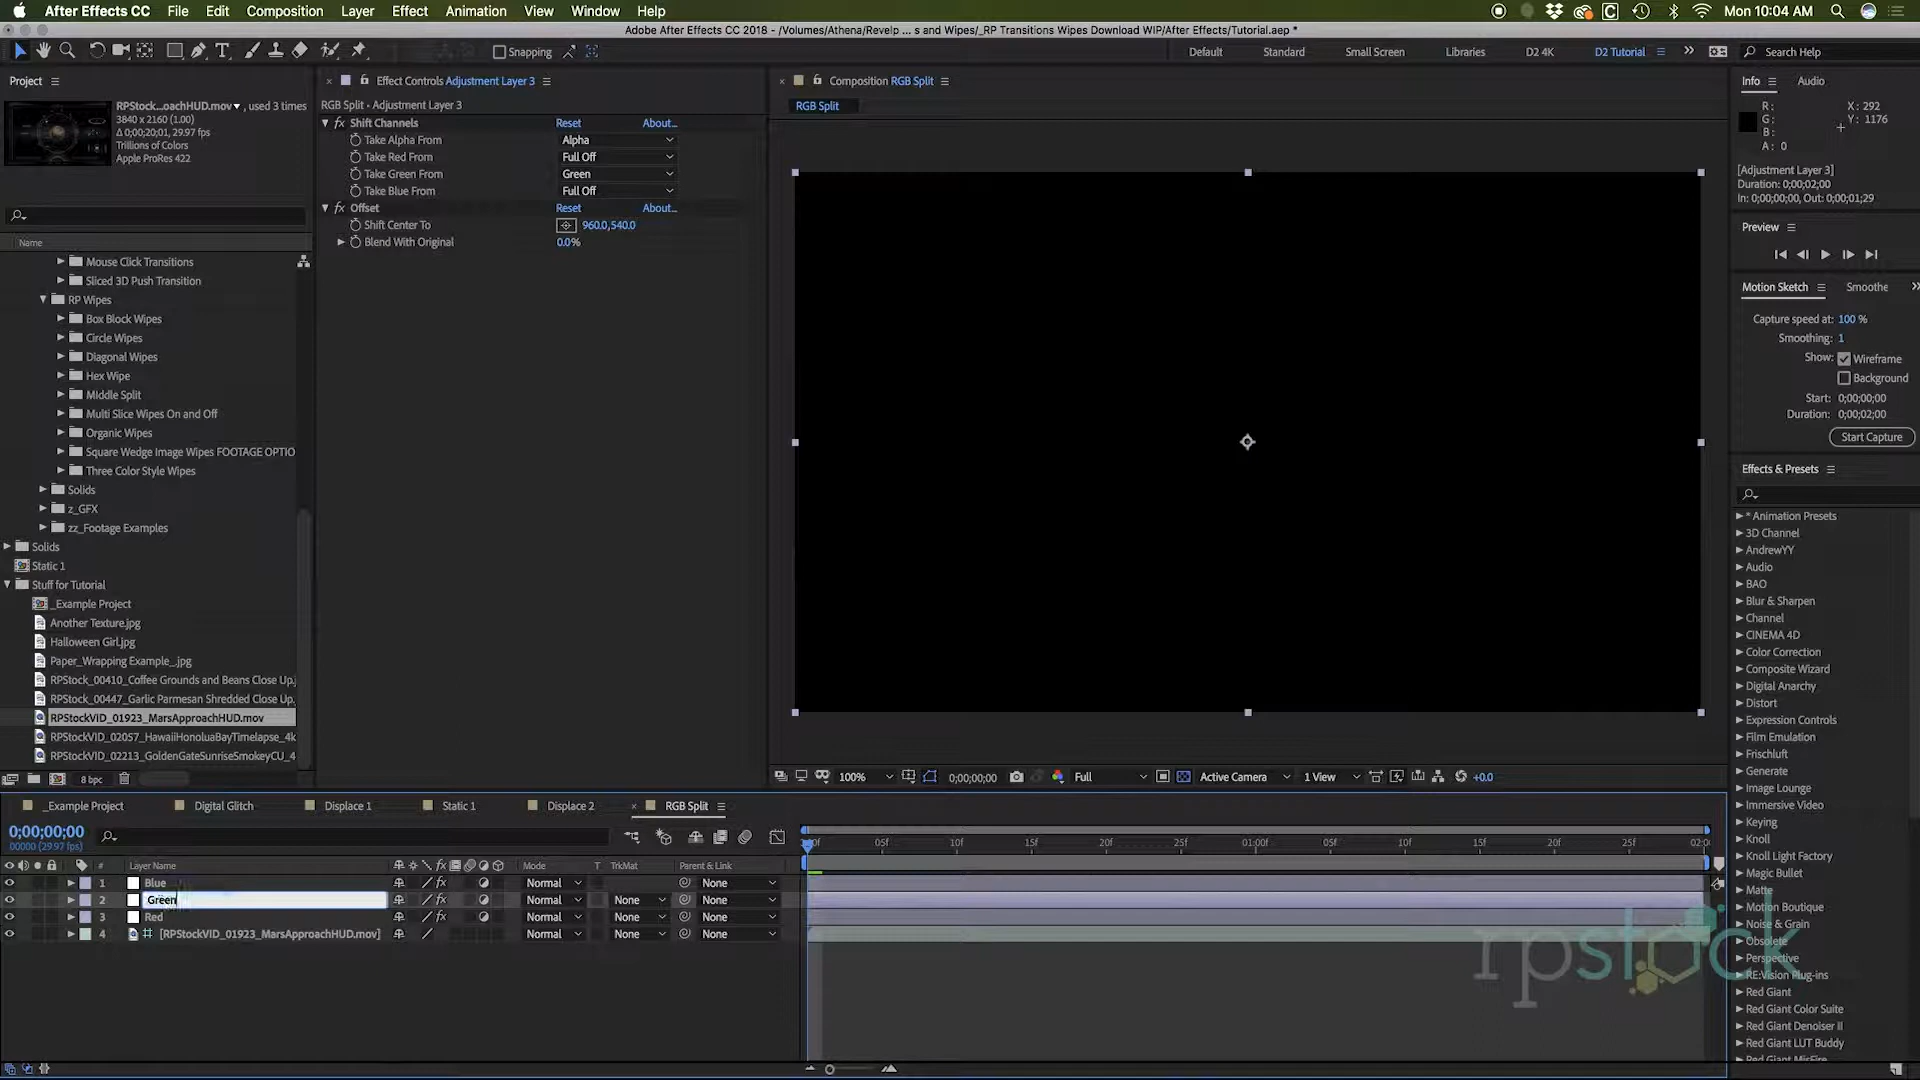 After Effects CC File Edit Composition Layer Effect Animation View Window Help Mon 10:04 AM
Adobe After Effects CC 2018 - /Volumes/Athena/Revelp ... s and Wipes/_RP Transitions Wipes Download WIP/After Effects/Tutorial.aep *
Snapping Default Standard Small Screen Libraries D2 4K D2 Tutorial Search Help
Project
RPStock...oachHUD.mov , used 3 times
3840 x 2160 (1.00)
Δ 0;00;20;01, 29.97 fps
Trillions of Colors
Apple ProRes 422
Name
Mouse Click Transitions
Sliced 3D Push Transition
RP Wipes
Box Block Wipes
Circle Wipes
Diagonal Wipes
Hex Wipe
MIddle Split
Multi Slice Wipes On and Off
Organic Wipes
Square Wedge Image Wipes FOOTAGE OPTIO
Three Color Style Wipes
Solids
z_GFX
zz_Footage Examples
Solids
Static 1
Stuff for Tutorial
_Example Project
Another Texture.jpg
Halloween Girl.jpg
Paper_Wrapping Example_.jpg
RPStock_00410_Coffee Grounds and Beans Close Up.j
RPStock_00447_Garlic Parmesan Shredded Close Up.
RPStockVID_01923_MarsApproachHUD.mov
RPStockVID_02057_HawaiiHonoluaBayTimelapse_4k
RPStockVID_02213_GoldenGateSunriseSmokeyCU_4
8 bpc
Effect Controls Adjustment Layer 3
RGB Split • Adjustment Layer 3
fx Shift Channels Reset About...
Take Alpha From Alpha
Take Red From Full Off
Take Green From Green
Take Blue From Full Off
fx Offset Reset About...
Shift Center To 960.0,540.0
Blend With Original 0.0%
Composition RGB Split
RGB Split
100% 0;00;00;00 Full Active Camera 1 View +0.0
Info Audio
R: X: 292
G: Y: 1176
B:
A: 0
[Adjustment Layer 3]
Duration: 0;00;02;00
In: 0;00;00;00, Out: 0;00;01;29
Preview
Motion Sketch Smoothe
Capture speed at: 100 %
Smoothing: 1
Show: Wireframe
Background
Start: 0;00;00;00
Duration: 0;00;02;00
Start Capture
Effects & Presets
* Animation Presets
3D Channel
AndrewYY
Audio
BAO
Blur & Sharpen
Channel
CINEMA 4D
Color Correction
Composite Wizard
Digital Anarchy
Distort
Expression Controls
Film Emulation
Frischluft
Generate
Image Lounge
Immersive Video
Keying
Knoll
Knoll Light Factory
Magic Bullet
Matte
Motion Boutique
Noise & Grain
Obsolete
Perspective
RE:Vision Plug-ins
Red Giant
Red Giant Color Suite
Red Giant Denoiser II
Red Giant LUT Buddy
Red Giant MisFire
_Example Project Digital Glitch Displace 1 Static 1 Displace 2 RGB Split
0;00;00;00
00000 (29.97 fps)
05f 10f 15f 20f 25f 01:00f 05f 10f 15f 20f 25f 02:0
# Layer Name Mode T TrkMat Parent & Link
1 Blue Normal None
2 Green Normal None None
3 Red Normal None None
4 [RPStockVID_01923_MarsApproachHUD.mov] Normal None None
rpstock